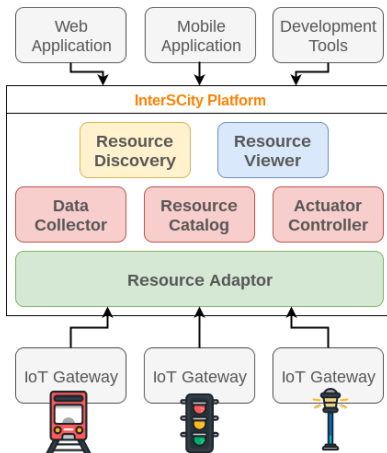 Web
Application
Mobile
Application
Development
Tools
InterSCity Platform
Resource
Discovery
Resource
Viewer
Data
Collector
Resource
Catalog
Actuator
Controller
Resource Adaptor
IoT Gateway
IoT Gateway
IoT Gateway